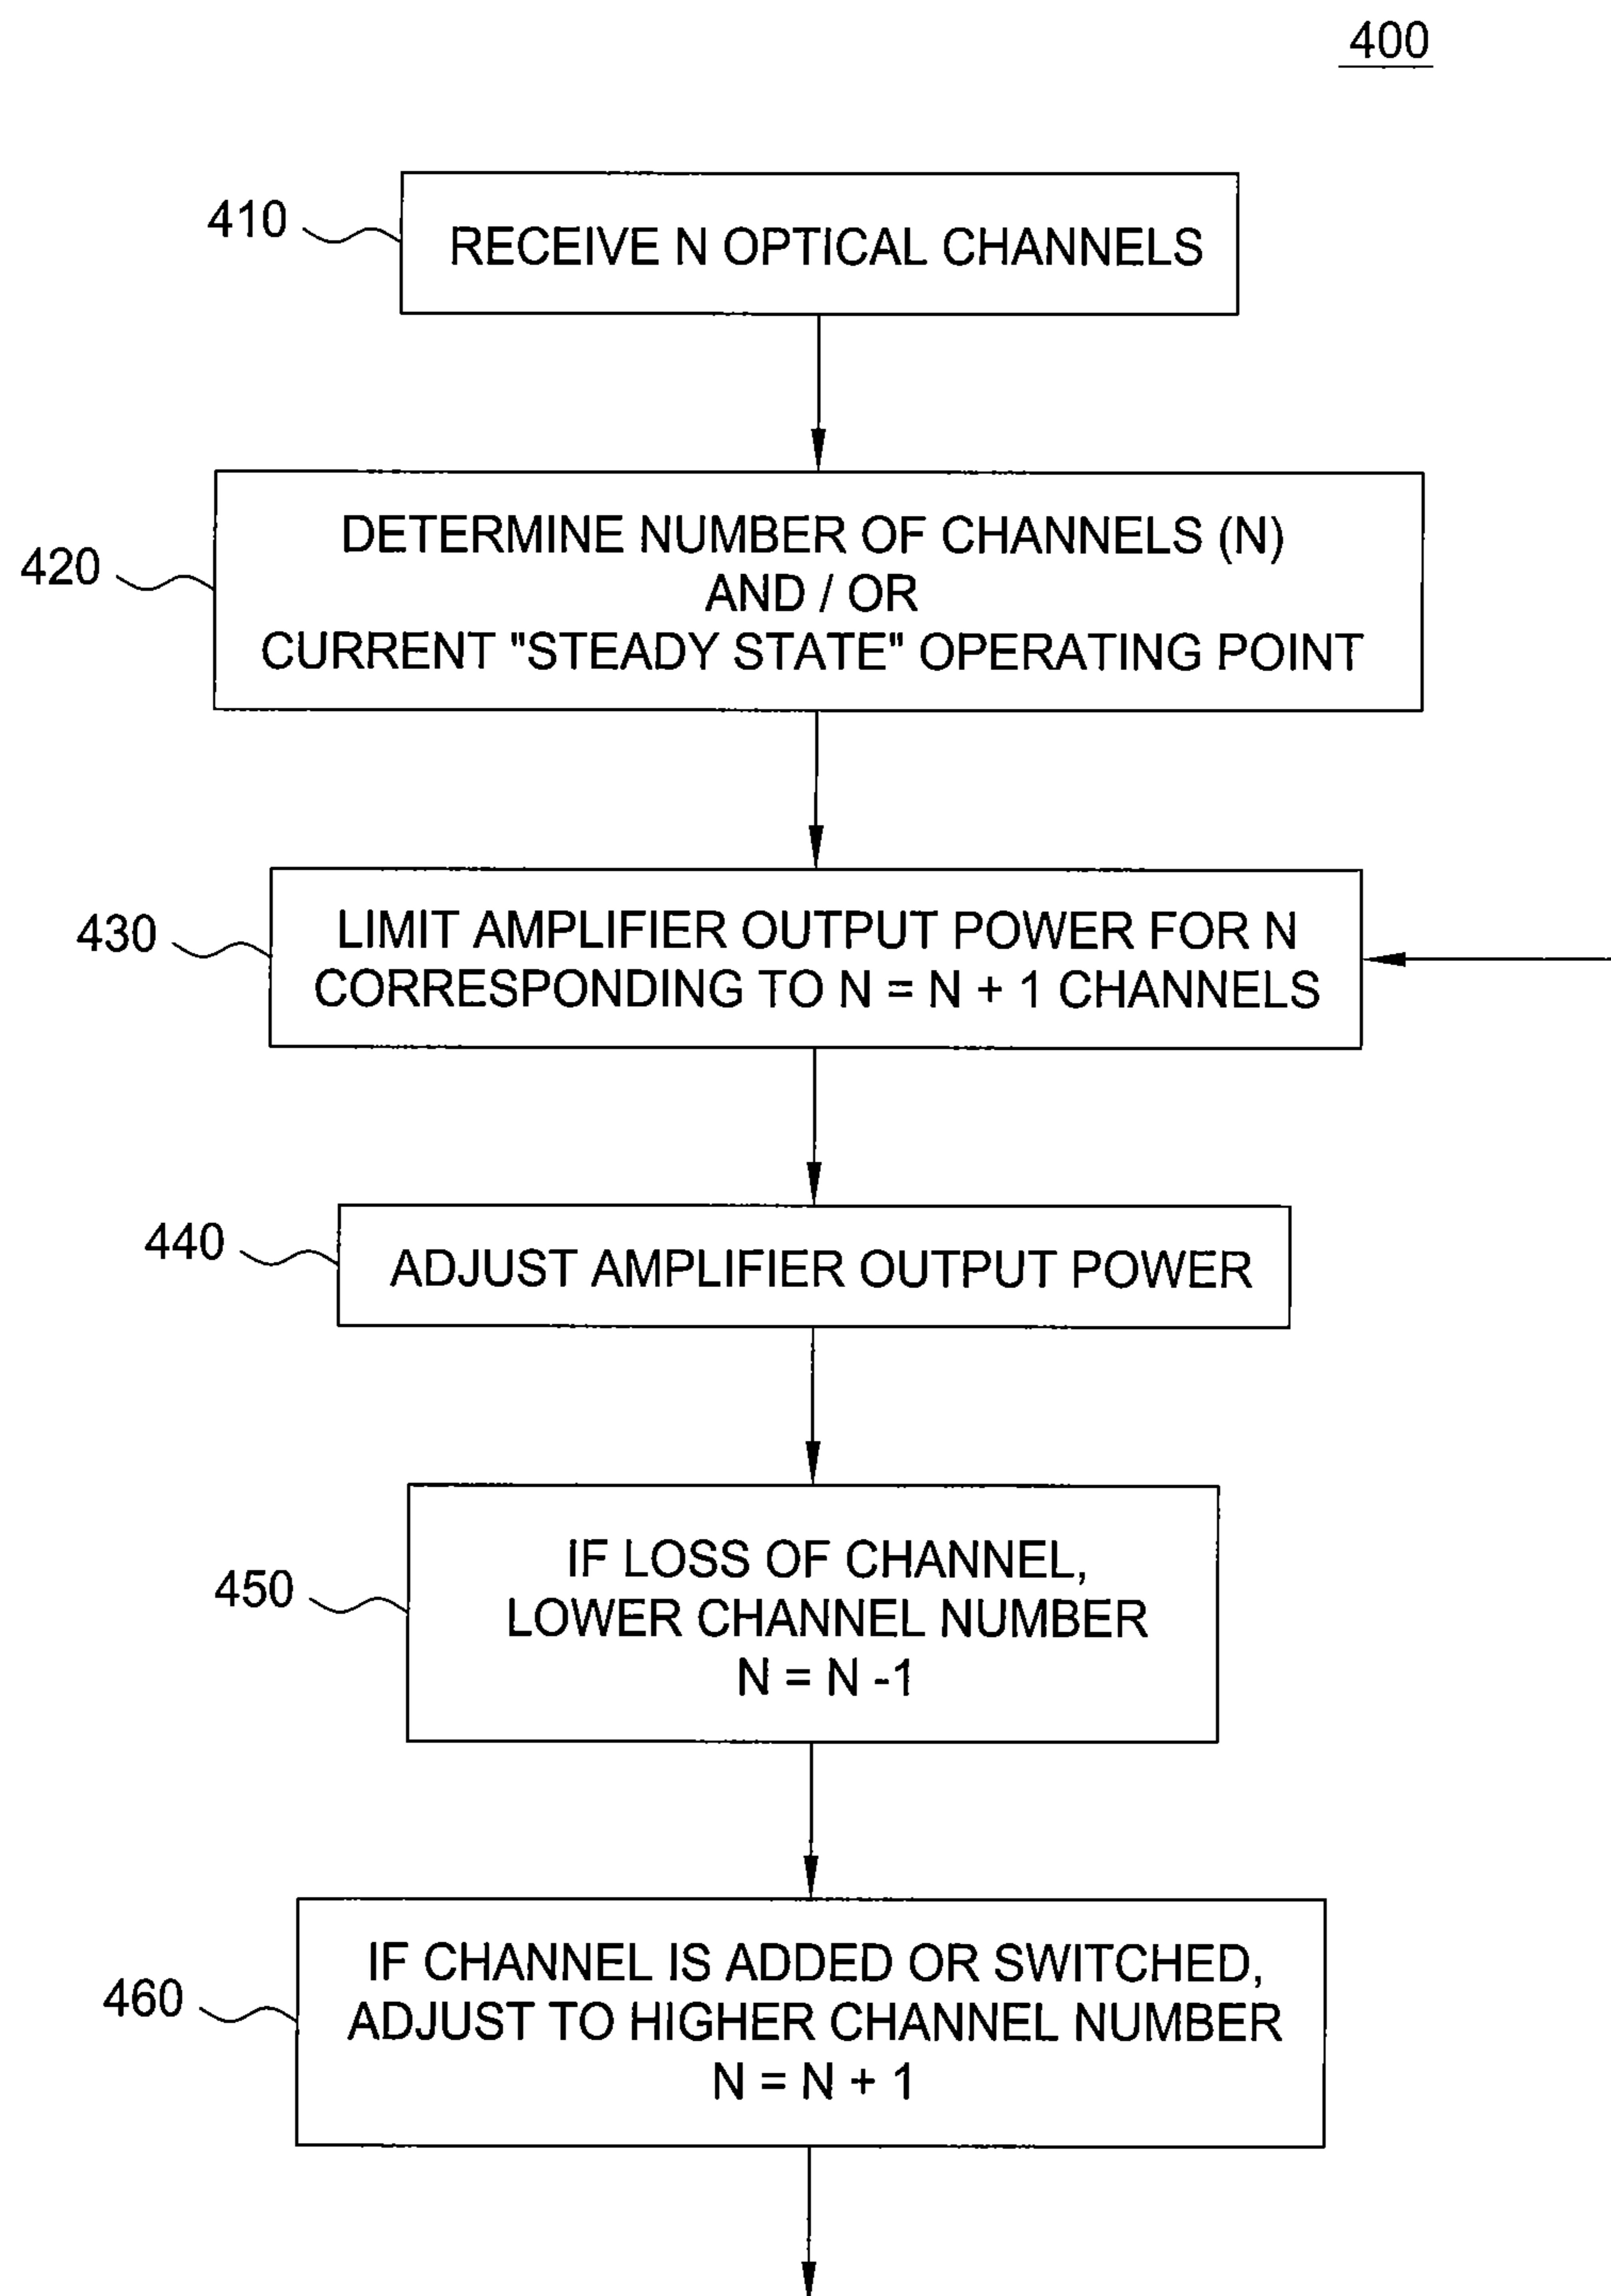 400
410
RECEIVE N OPTICAL CHANNELS
420
DETERMINE NUMBER OF CHANNELS (N)
AND / OR
CURRENT "STEADY STATE" OPERATING POINT
430
LIMIT AMPLIFIER OUTPUT POWER FOR N
CORRESPONDING TO N = N + 1 CHANNELS
440
ADJUST AMPLIFIER OUTPUT POWER
450
IF LOSS OF CHANNEL,
LOWER CHANNEL NUMBER
N = N -1
460
IF CHANNEL IS ADDED OR SWITCHED,
ADJUST TO HIGHER CHANNEL NUMBER
N = N + 1